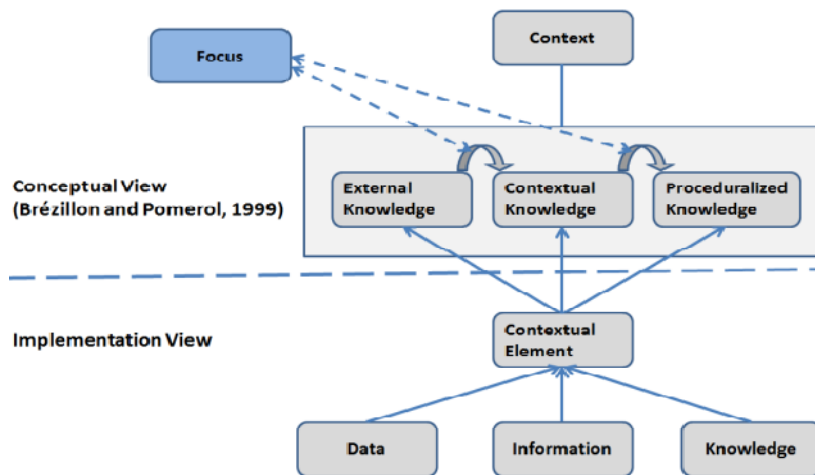 Focus
Context
Conceptual View
(Brézillon and Pomerol, 1999)
External
Knowledge
Contextual
Knowledge
Proceduralized
Knowledge
Implementation View
Contextual
Element
Data
Information
Knowledge